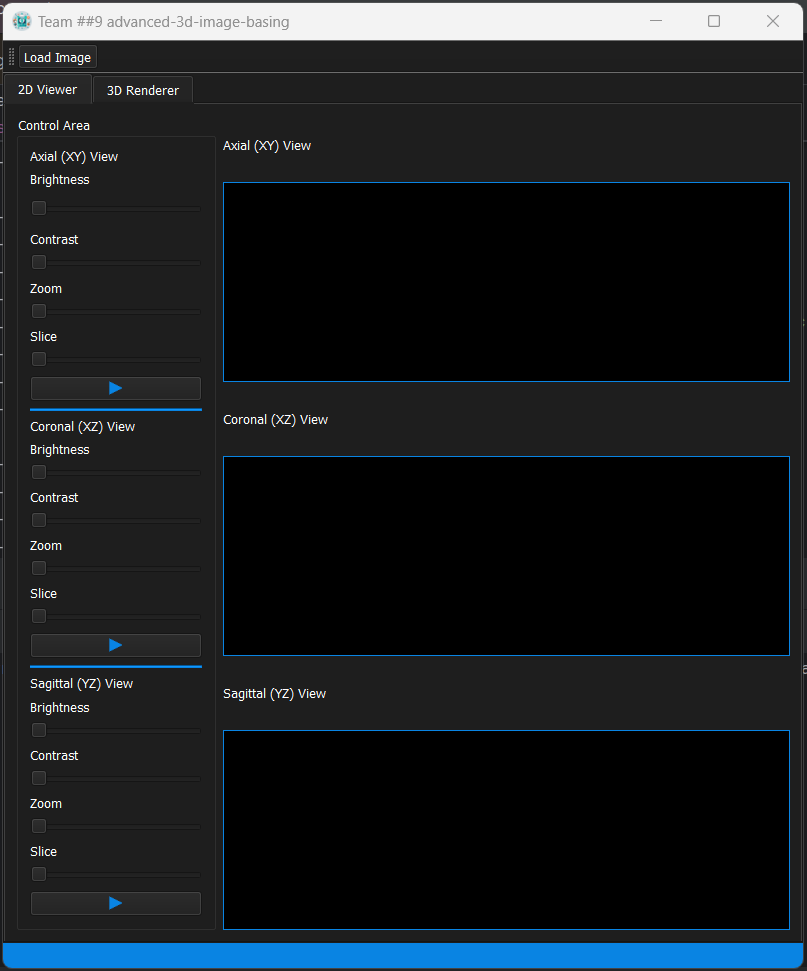 Team ##9 advanced-3d-image-basing
Load Image
2D Viewer
3D Renderer
Control Area
Axial (XY) View
Brightness
Contrast
Zoom
Slice
Coronal (XZ) View
Brightness
Contrast
Zoom
Slice
Sagittal (YZ) View
Brightness
Contrast
Zoom
Slice
Axial (XY) View
Coronal (XZ) View
Sagittal (YZ) View